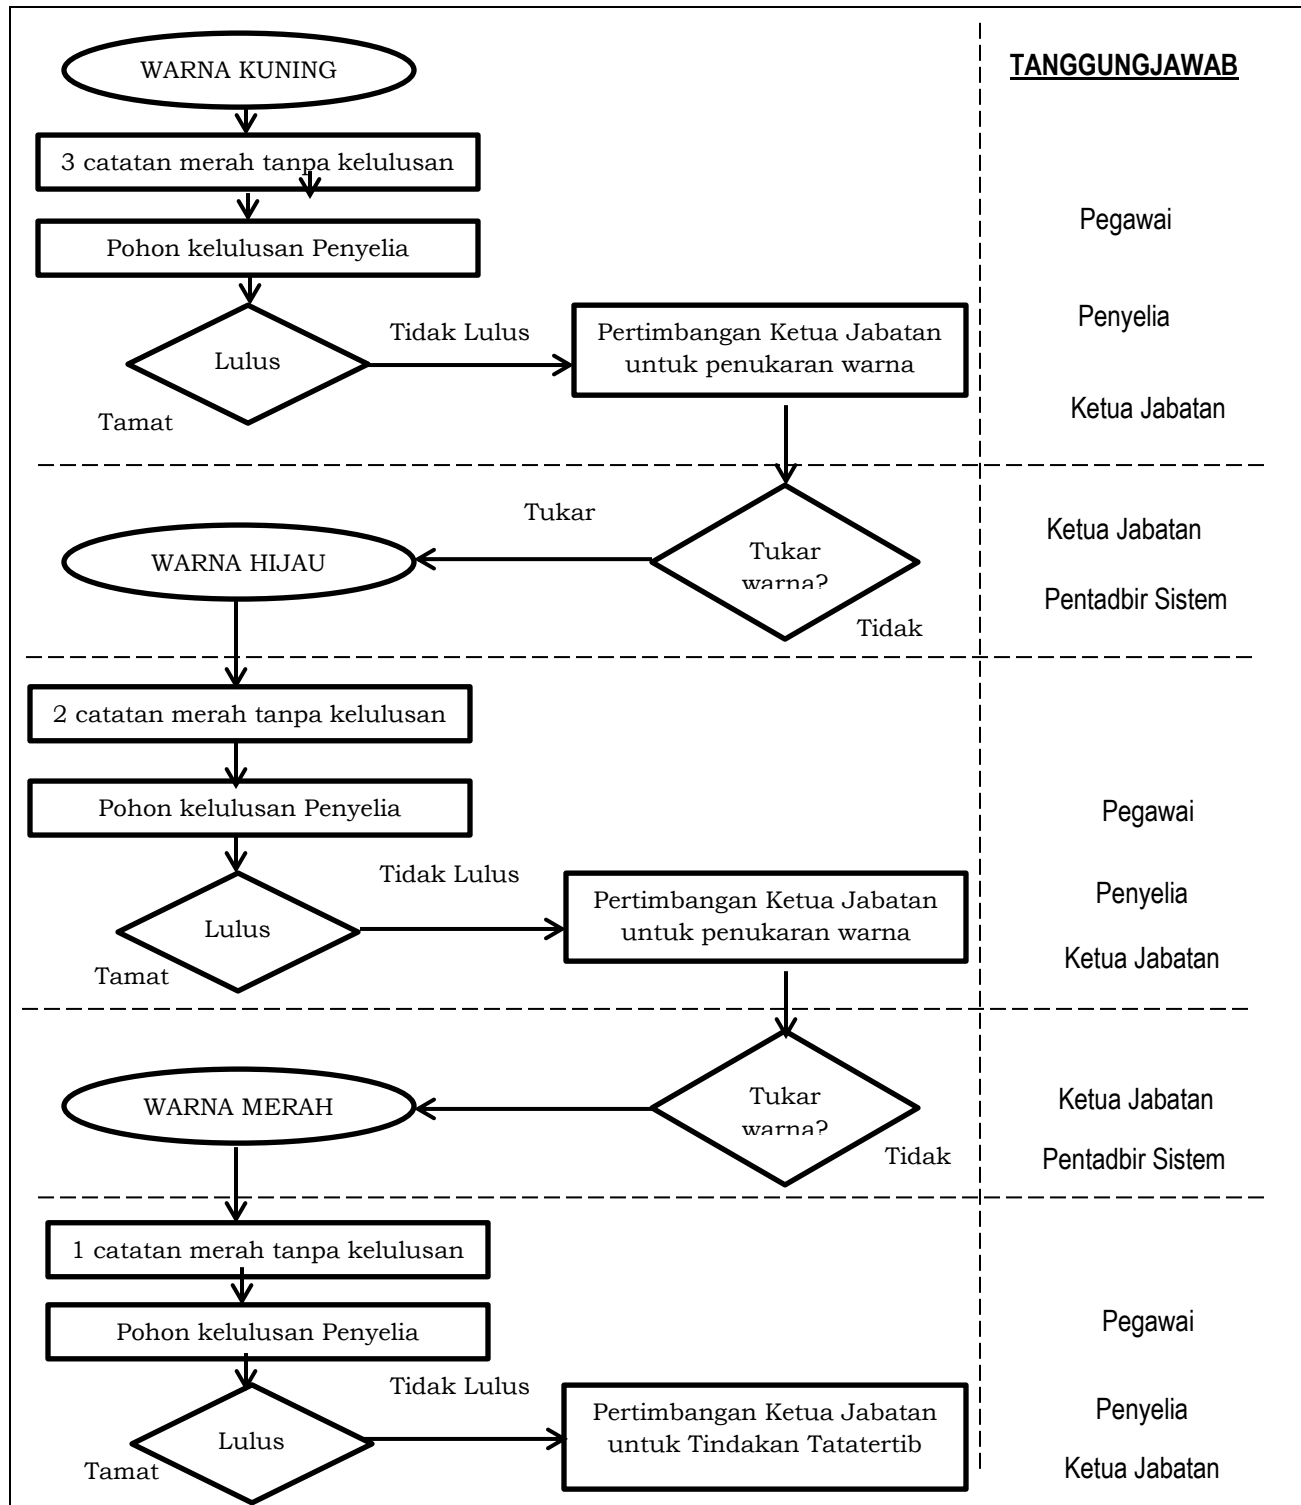 WARNA KUNING
TANGGUNGJAWAB
3 catatan merah tanpa kelulusan
Pegawai
Pohon kelulusan Penyelia
Penyelia
Tidak Lulus
Pertimbangan Ketua Jabatan
untuk penukaran warna
Lulus
Ketua Jabatan
Tamat
Tukar
Ketua Jabatan
WARNA HIJAU
Tukar
warna?
Pentadbir Sistem
Tidak
2 catatan merah tanpa kelulusan
Pohon kelulusan Penyelia
Pegawai
Tidak Lulus
Penyelia
Pertimbangan Ketua Jabatan
untuk penukaran warna
Lulus
Ketua Jabatan
Tamat
WARNA MERAH
Tukar
warna?
Ketua Jabatan
Tidak
Pentadbir Sistem
1 catatan merah tanpa kelulusan
Pegawai
Pohon kelulusan Penyelia
Tidak Lulus
Penyelia
Pertimbangan Ketua Jabatan
untuk Tindakan Tatatertib
Lulus
Tamat
Ketua Jabatan